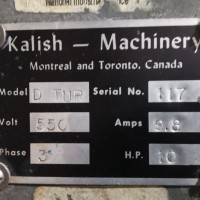 Kalish — Machinery
Montreal and Toronto, Canada
Model D Serial No. 117
Volt 550 Amps
Phase 3 H.P. 10